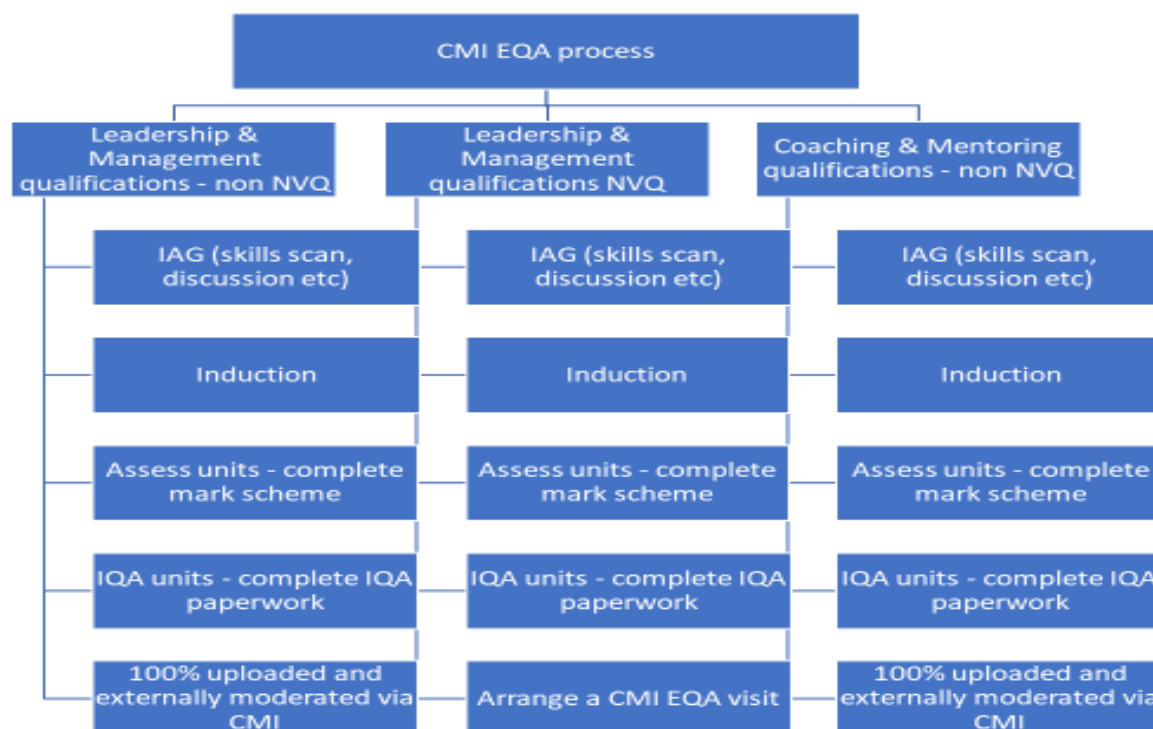 CMI EQA process
Leadership &
Management
qualifications - non NVQ
Leadership &
Management
qualifications NVQ
Coaching & Mentoring
qualifications - non NVQ
IAG (skills scan,
discussion etc)
IAG (skills scan,
discussion etc)
IAG (skills scan,
discussion etc)
Induction
Induction
Induction
Assess units - complete
mark scheme
Assess units - complete
mark scheme
Assess units - complete
mark scheme
IQA units - complete IQA
paperwork
IQA units - complete IQA
paperwork
IQA units - complete IQA
paperwork
100% uploaded and
externally moderated via
CMI
Arrange a CMI EQA visit
100% uploaded and
externally moderated via
CMI